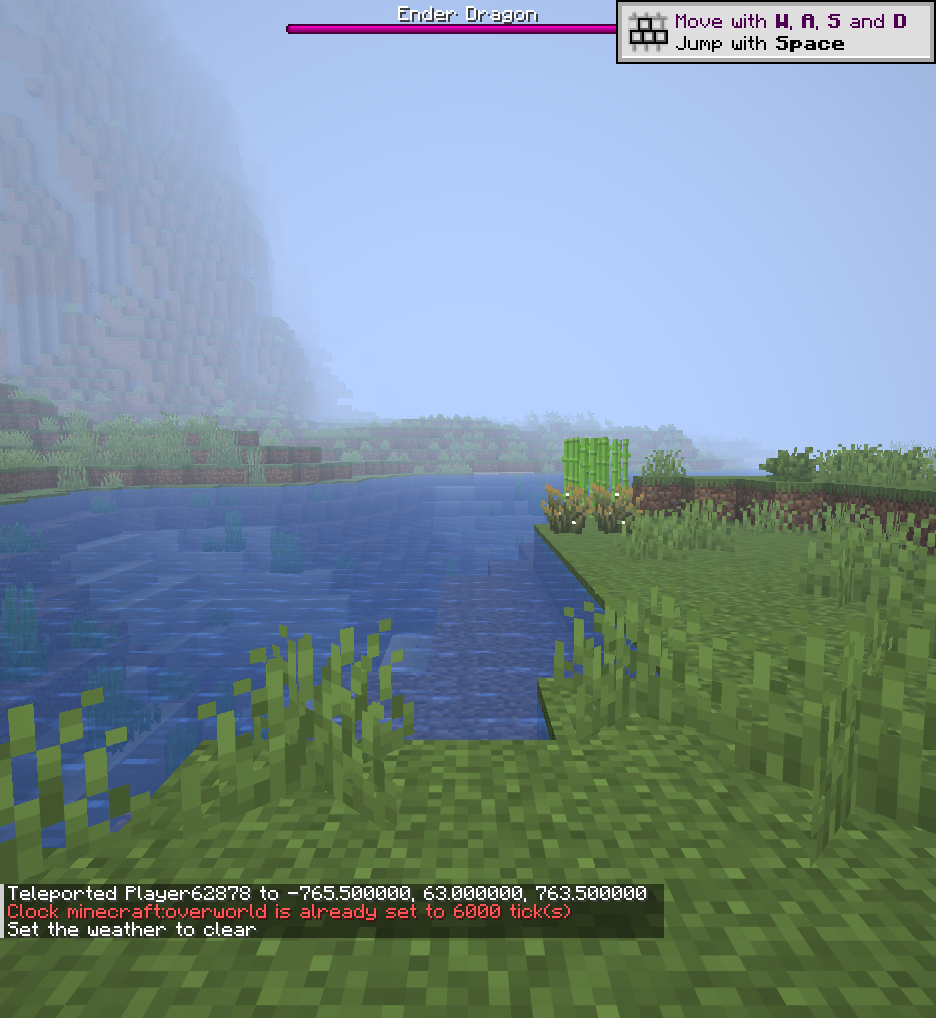 Ender Dragon
Move with W, A, S and D
Jump with Space
Teleported Player62878 to -765.500000, 63.000000, 763.500000
Clock minecraft:overworld is already set to 6000 tick(s)
Set the weather to clear